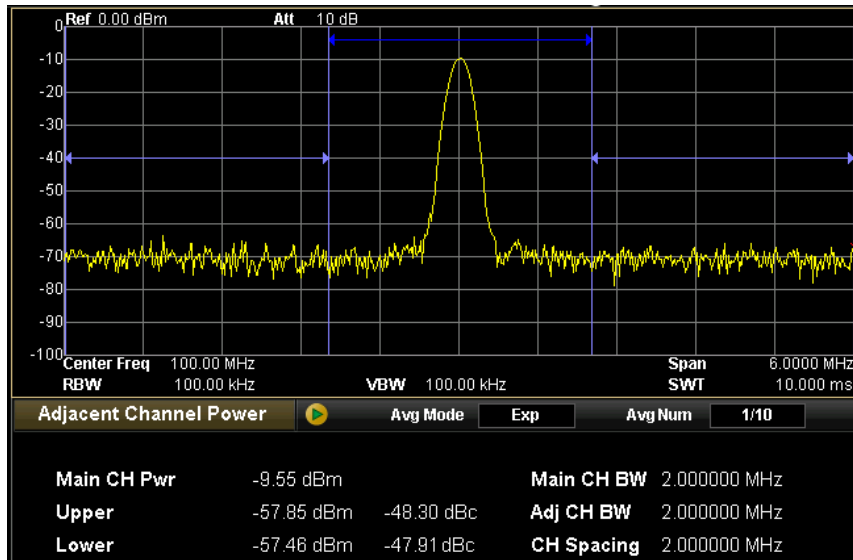 Ref 0.00 dBm Att 10 dB
0
-10
-20
-30
-40
-50
-60
-70
-80
-90
-100
Center Freq 100.00 MHz Span 6.0000 MHz
RBW 100.00 kHz VBW 100.00 kHz SWT 10.000 ms
Adjacent Channel Power Avg Mode Exp Avg Num 1/10
Main CH Pwr -9.55 dBm Main CH BW 2.000000 MHz
Upper -57.85 dBm -48.30 dBc Adj CH BW 2.000000 MHz
Lower -57.46 dBm -47.91 dBc CH Spacing 2.000000 MHz